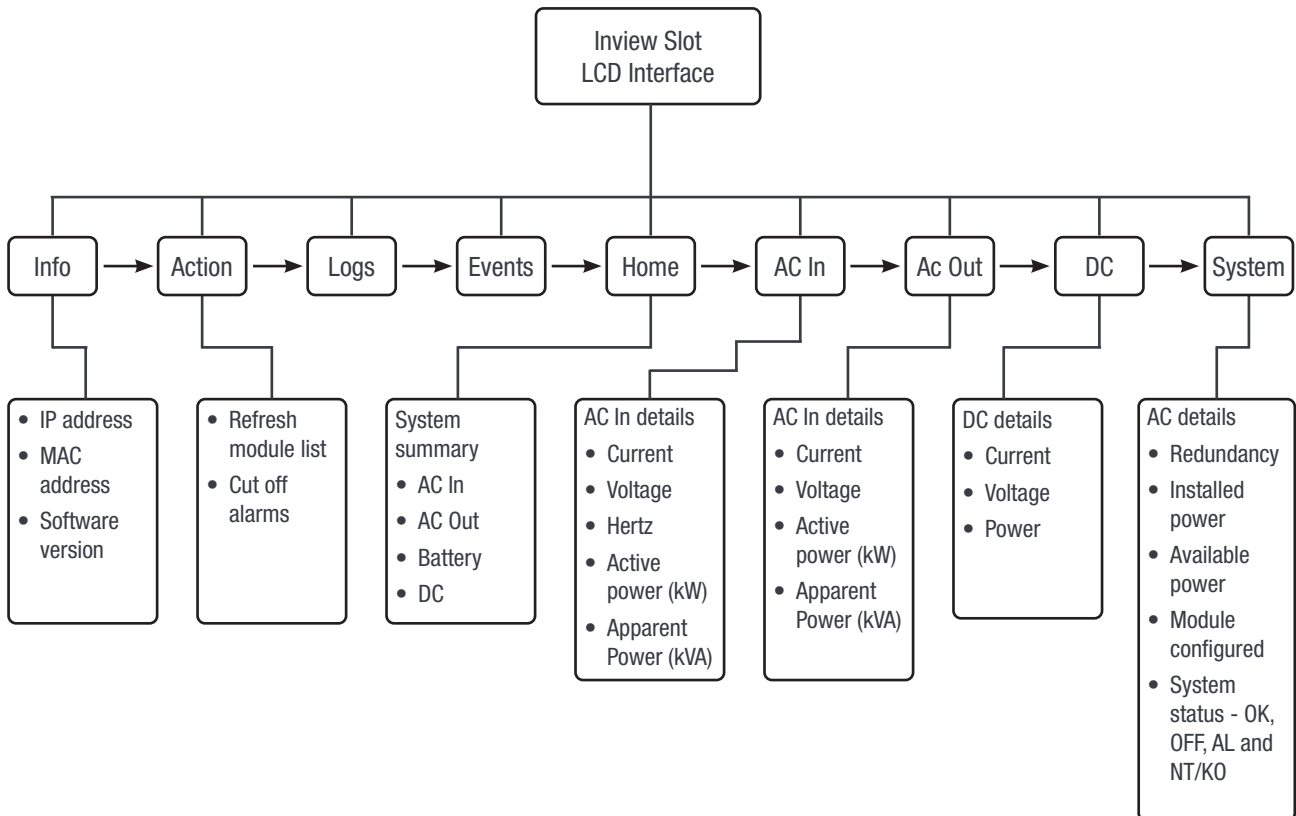 Inview Slot
LCD Interface
Info
Action
Logs
Events
Home
AC In
Ac Out
DC
System
• IP address
• MAC
address
• Software
version
• Refresh
module list
• Cut off
alarms
System
summary
• AC In
• AC Out
• Battery
• DC
AC In details
• Current
• Voltage
• Hertz
• Active
power (kW)
• Apparent
Power (kVA)
AC In details
• Current
• Voltage
• Active
power (kW)
• Apparent
Power (kVA)
DC details
• Current
• Voltage
• Power
AC details
• Redundancy
• Installed
power
• Available
power
• Module
configured
• System
status - OK,
OFF, AL and
NT/KO